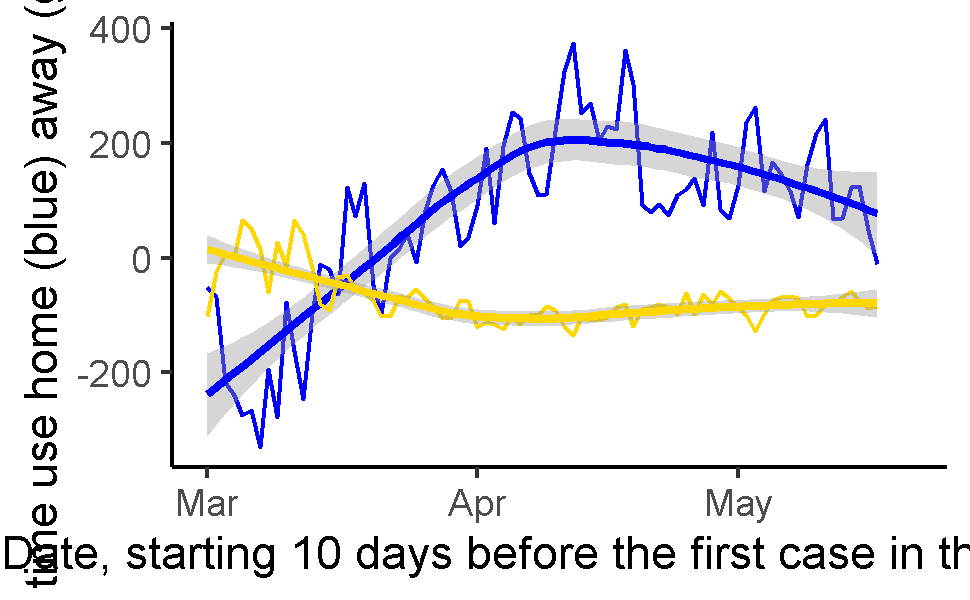 time use home (blue) away (
400
200
0
-200
Mar Apr May
Date, starting 10 days before the first case in th